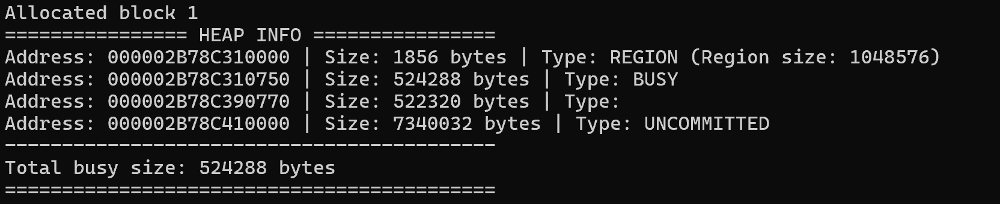 Allocated block 1
================ HEAP INFO ================
Address: 000002B78C310000 | Size: 1856 bytes | Type: REGION (Region size: 1048576)
Address: 000002B78C310750 | Size: 524288 bytes | Type: BUSY
Address: 000002B78C390770 | Size: 522320 bytes | Type:
Address: 000002B78C410000 | Size: 7340032 bytes | Type: UNCOMMITTED
-------------------------------------------
Total busy size: 524288 bytes
===========================================